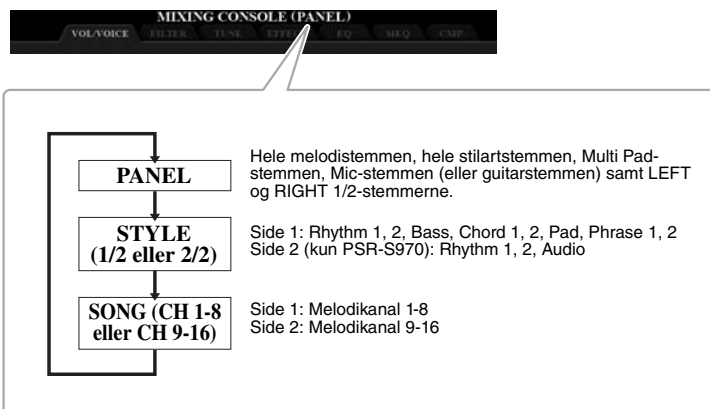 MIXING CONSOLE (PANEL)
VOL/VOICE FILTER TUNE EFFECT EQ MEQ CMP
PANEL
Hele melodistemmen, hele stilartstemmen, Multi Pad-
stemmen, Mic-stemmen (eller guitarstemmen) samt LEFT
og RIGHT 1/2-stemmerne.
STYLE
(1/2 eller 2/2)
Side 1: Rhythm 1, 2, Bass, Chord 1, 2, Pad, Phrase 1, 2
Side 2 (kun PSR-S970): Rhythm 1, 2, Audio
SONG (CH 1-8
eller CH 9-16)
Side 1: Melodikanal 1-8
Side 2: Melodikanal 9-16